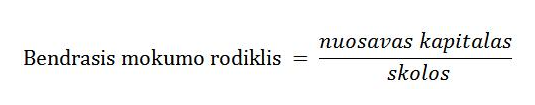 Bendrasis mokumo rodiklis = nuosavas kapitalas
skolos